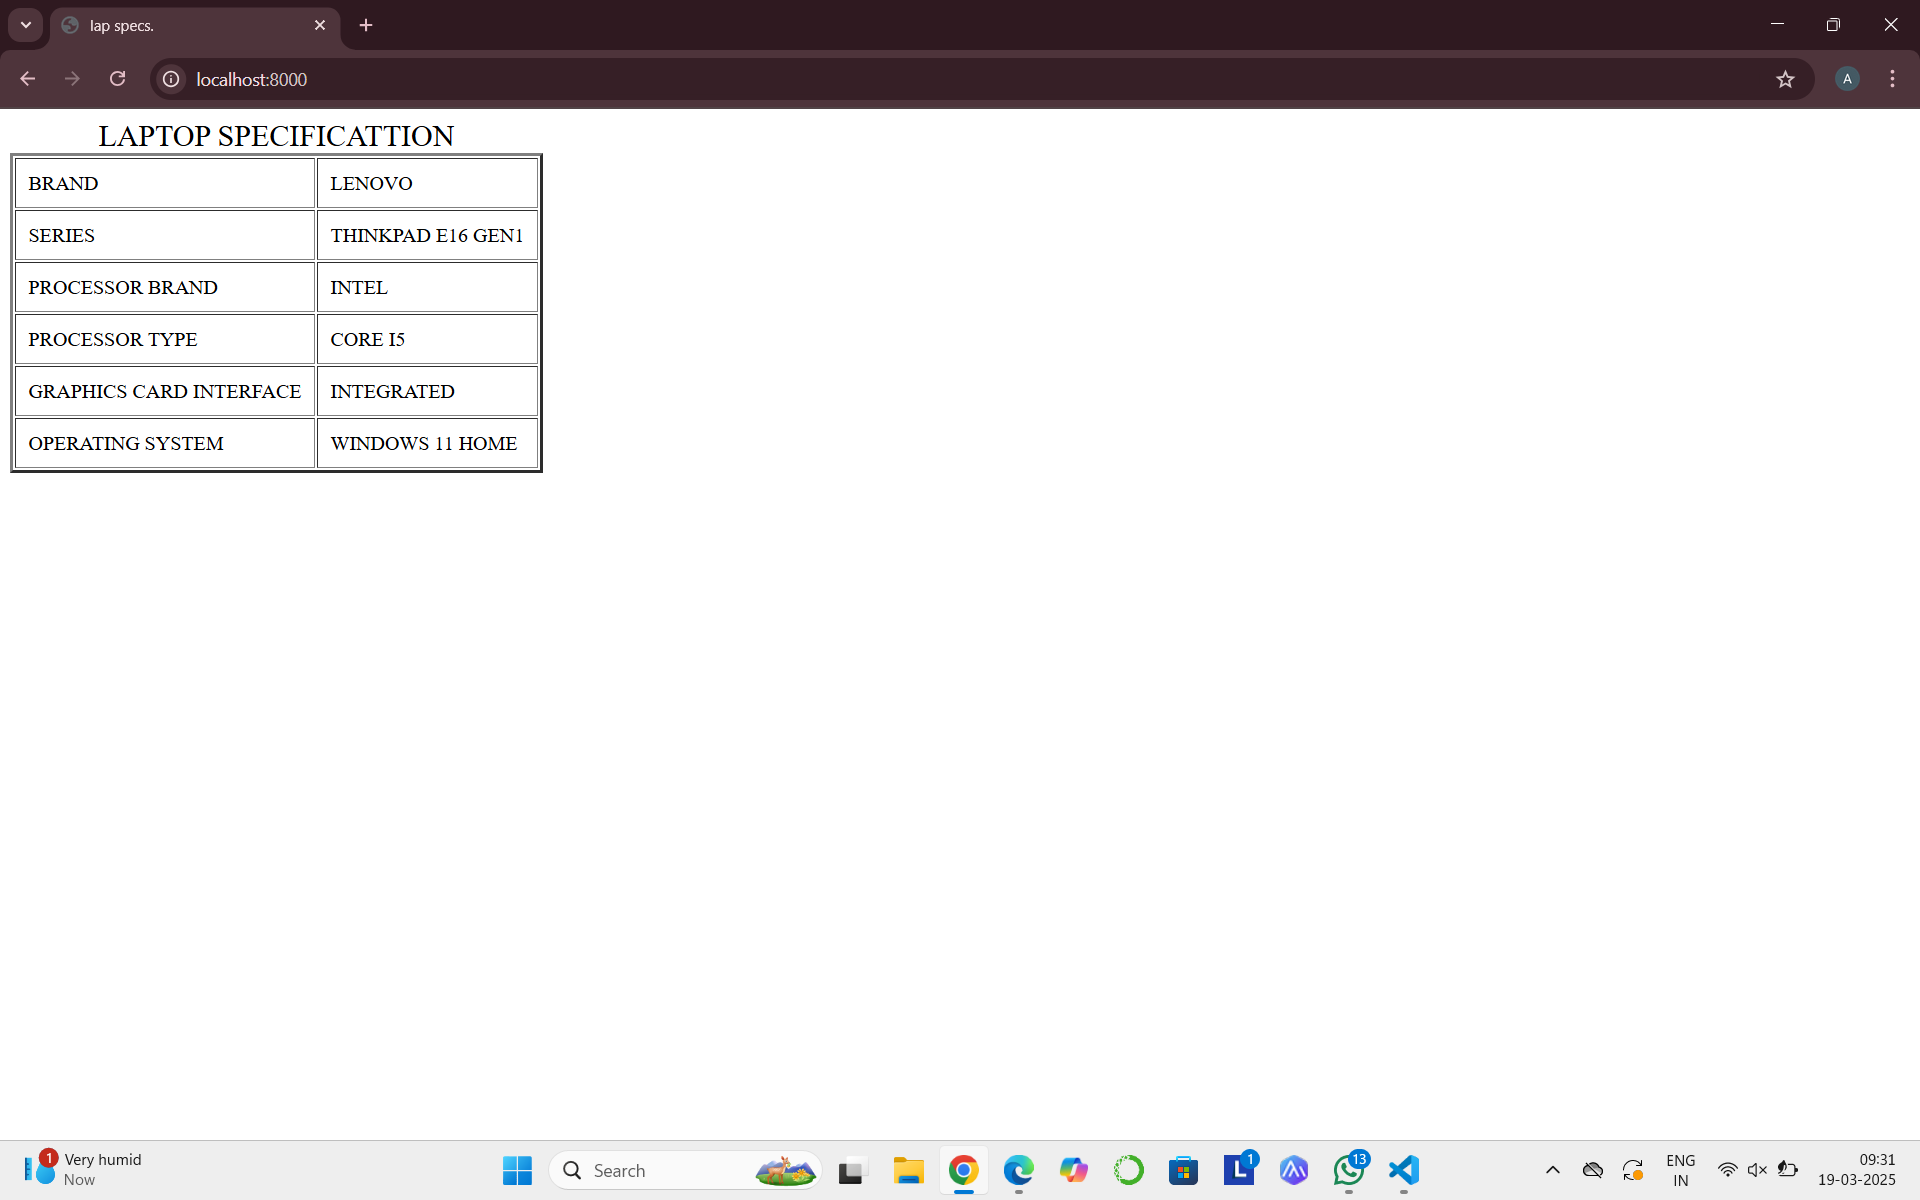 lap specs.
localhost:8000
A
LAPTOP SPECIFICATTION
BRAND LENOVO
SERIES THINKPAD E16 GEN1
PROCESSOR BRAND INTEL
PROCESSOR TYPE CORE I5
GRAPHICS CARD INTERFACE INTEGRATED
OPERATING SYSTEM WINDOWS 11 HOME
1 Very humid
Now
Search
L 1
13
ENG
IN
09:31
19-03-2025